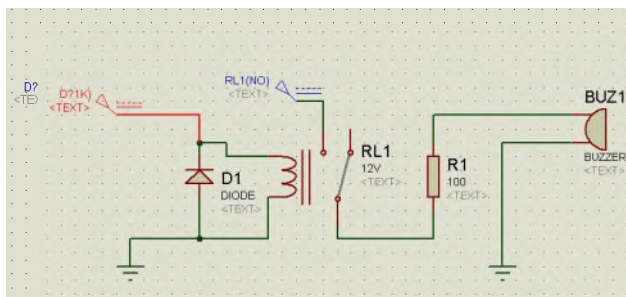 D?
<TE)
D?1K)
<TEXT>
RL1(NO)
<TEXT>
D1
DIODE
<TEXT>
RL1
12V
<TEXT>
R1
100
<TEXT>
BUZ1
BUZZER
<TEXT>